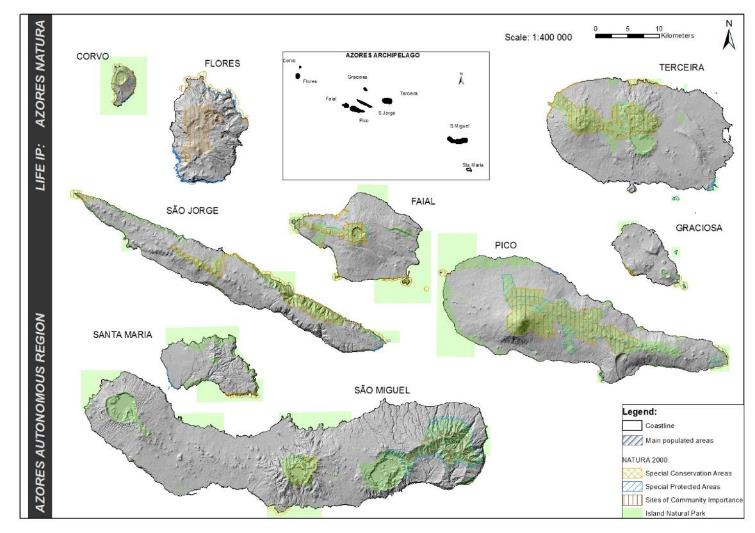 AZORES AUTONOMOUS REGION LIFE IP: AZORES NATURA
Scale: 1:400 000
0 5 10
Kilometers
N
CORVO
FLORES
AZORES ARCHIPELAGO
Corvo
Flores
Graciosa
Terceira
Faial
Pico
S.Jorge
S.Miguel
Sta.Maria
N
TERCEIRA
SÃO JORGE
FAIAL
GRACIOSA
PICO
SANTA MARIA
SÃO MIGUEL
Legend:
Coastline
Main populated areas
NATURA 2000:
Special Conservation Areas
Special Protected Areas
Sites of Community Importance
Island Natural Park